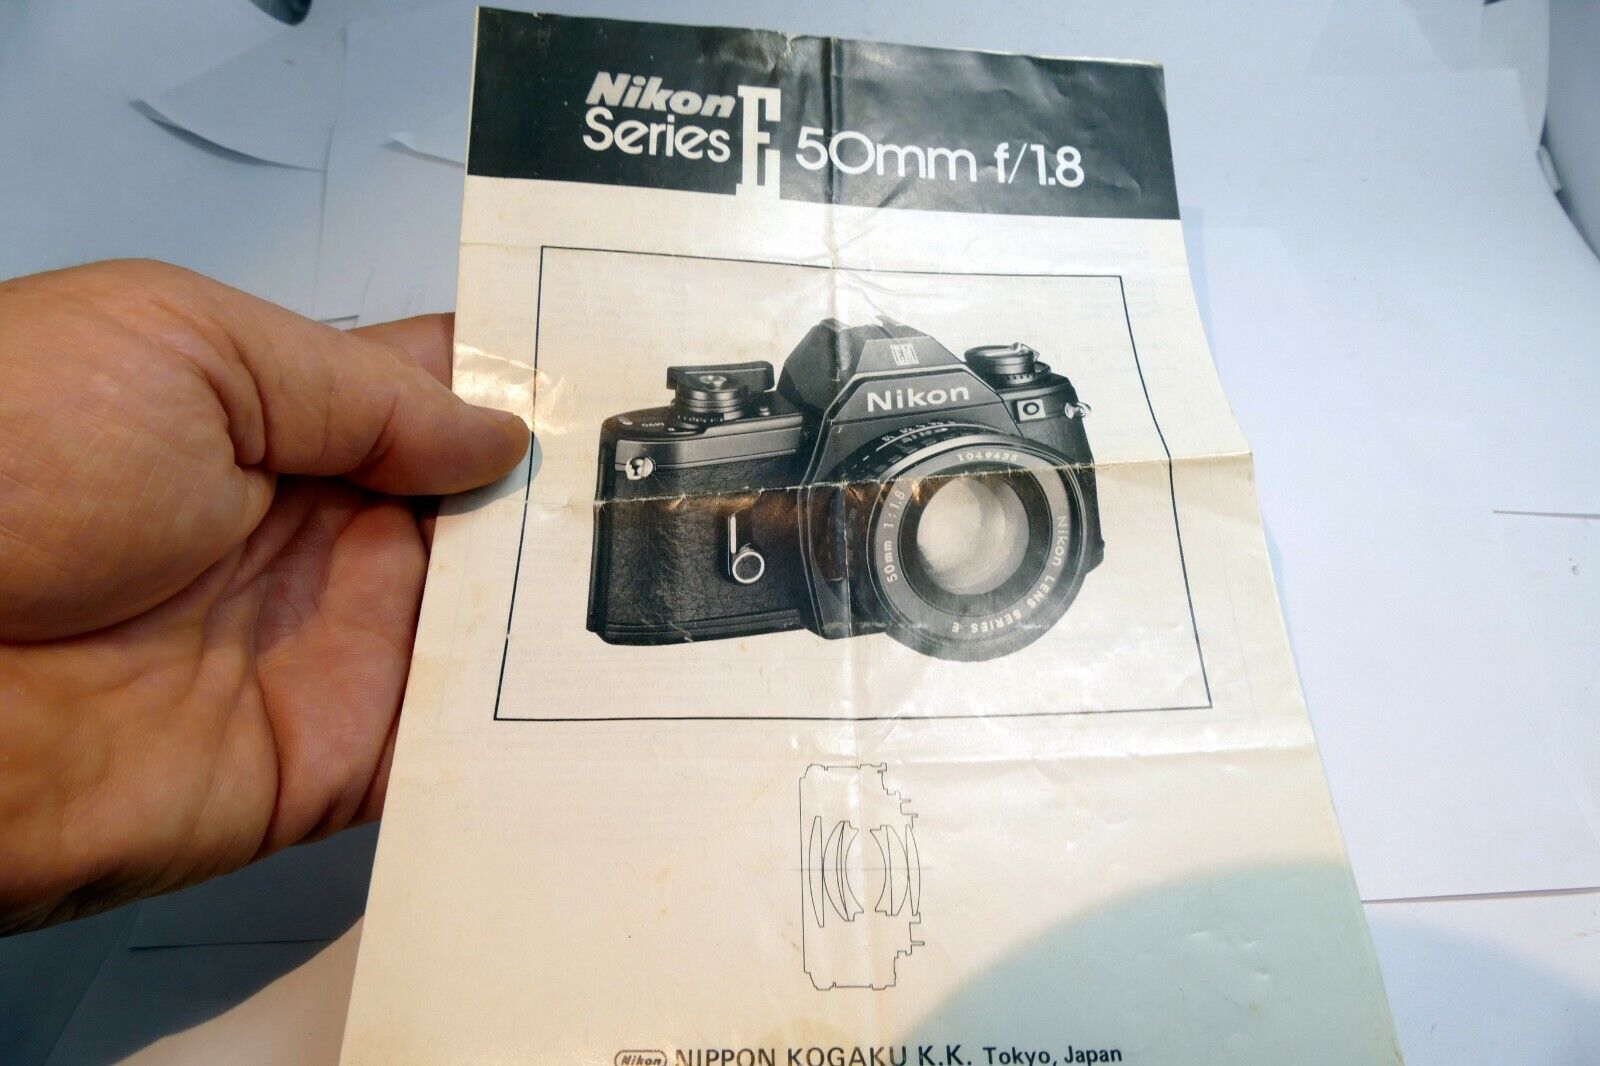 Nikon
Series E 50mm f/1.8
EM
Nikon
1049435
50mm 1:1.8
Nikon LENS SERIES E
Nikon NIPPON KOGAKU K.K. Tokyo, Japan